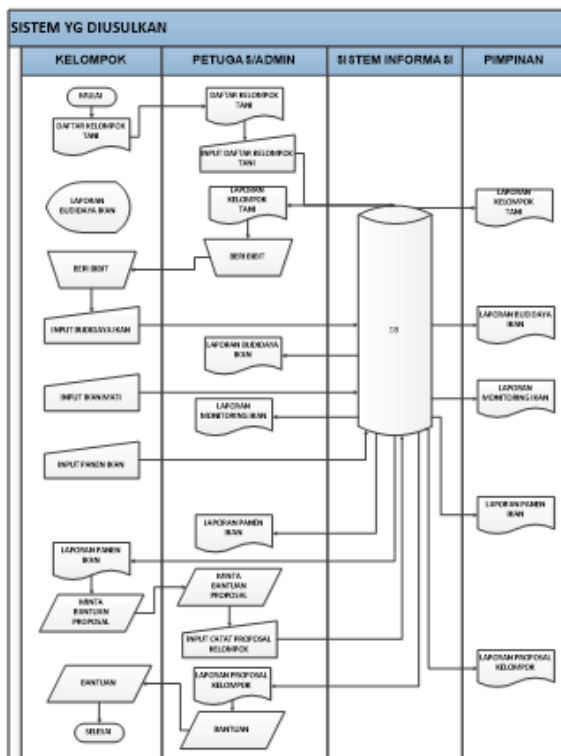 SISTEM YG DIUSULKAN
KELOMPOK
PETUGAS/ADMIN
SISTEM INFORMASI
PIMPINAN
MULAI
DAFTAR KELOMPOK
TANI
DAFTAR KELOMPOK
TANI
INPUT DAFTAR KELOMPOK
TANI
LAPORAN
BUDIDAYA IKAN
LAPORAN
KELOMPOK
TANI
LAPORAN
KELOMPOK
TANI
BERI BIBIT
BERI BIBIT
INPUT BUDIDAYA IKAN
DB
LAPORAN BUDIDAYA
IKAN
LAPORAN BUDIDAYA
IKAN
INPUT IKAN MATI
LAPORAN
MONITORING IKAN
LAPORAN
MONITORING IKAN
INPUT PANEN IKAN
LAPORAN PANEN
IKAN
LAPORAN PANEN
IKAN
LAPORAN PANEN
IKAN
MINTA
BANTUAN
PROPOSAL
MINTA
BANTUAN
PROPOSAL
INPUT CATAT PROPOSAL
KELOMPOK
LAPORAN PROPOSAL
KELOMPOK
BANTUAN
LAPORAN PROPOSAL
KELOMPOK
BANTUAN
SELESAI